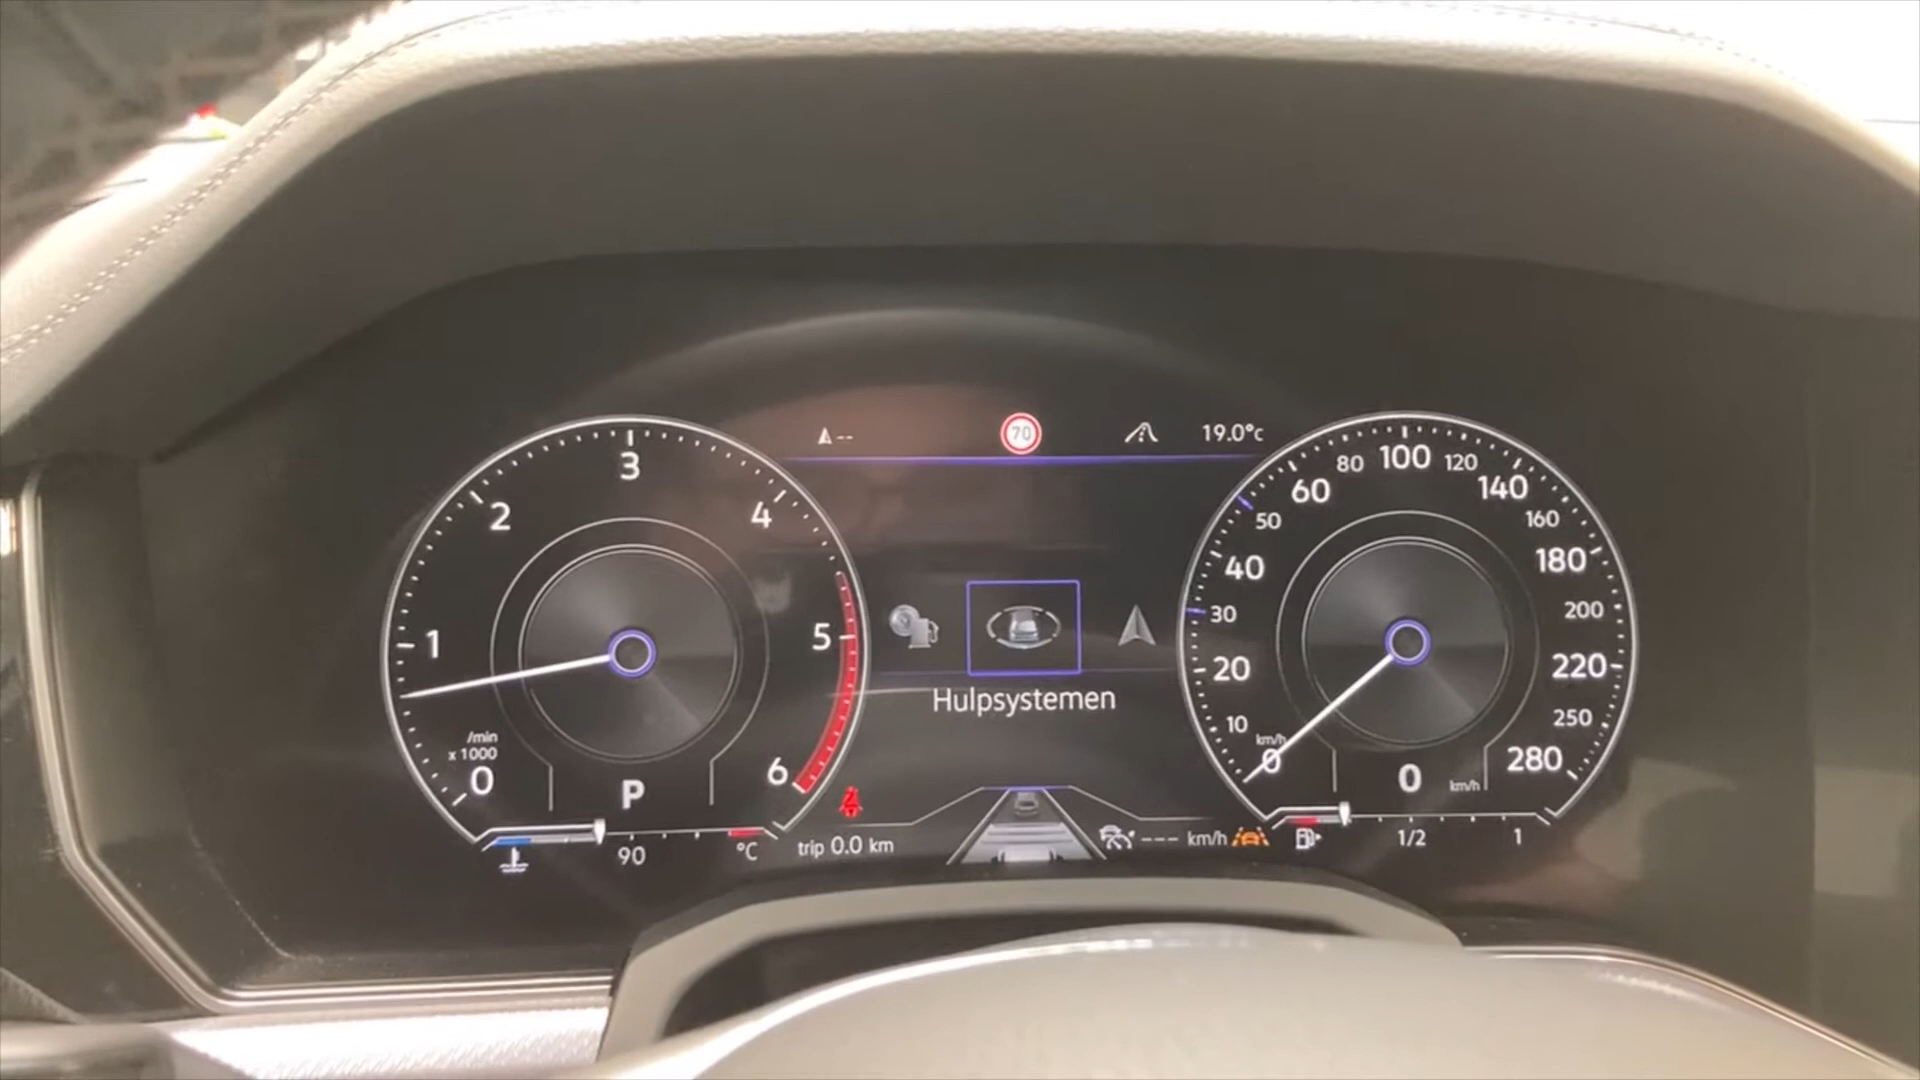 --
70
19.0°C
0
1
2
3
4
5
6
/min
x 1000
P
Hulpsystemen
0
10
20
30
40
50
60
80
100
120
140
160
180
200
220
250
280
km/h
0 km/h
90
°C
trip 0.0 km
--- km/h
1/2
1